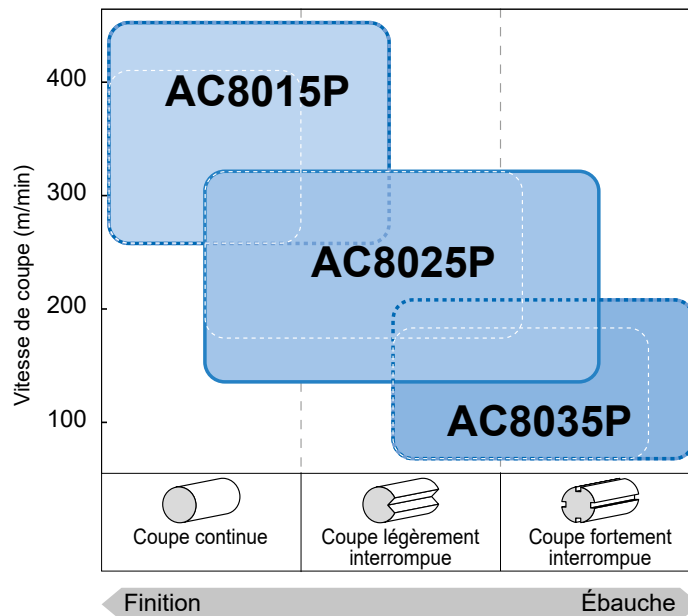 Vitesse de coupe (m/min)
400
300
200
100
AC8015P
AC8025P
AC8035P
Coupe continue
Coupe légèrement
interrompue
Coupe fortement
interrompue
Finition
Ébauche